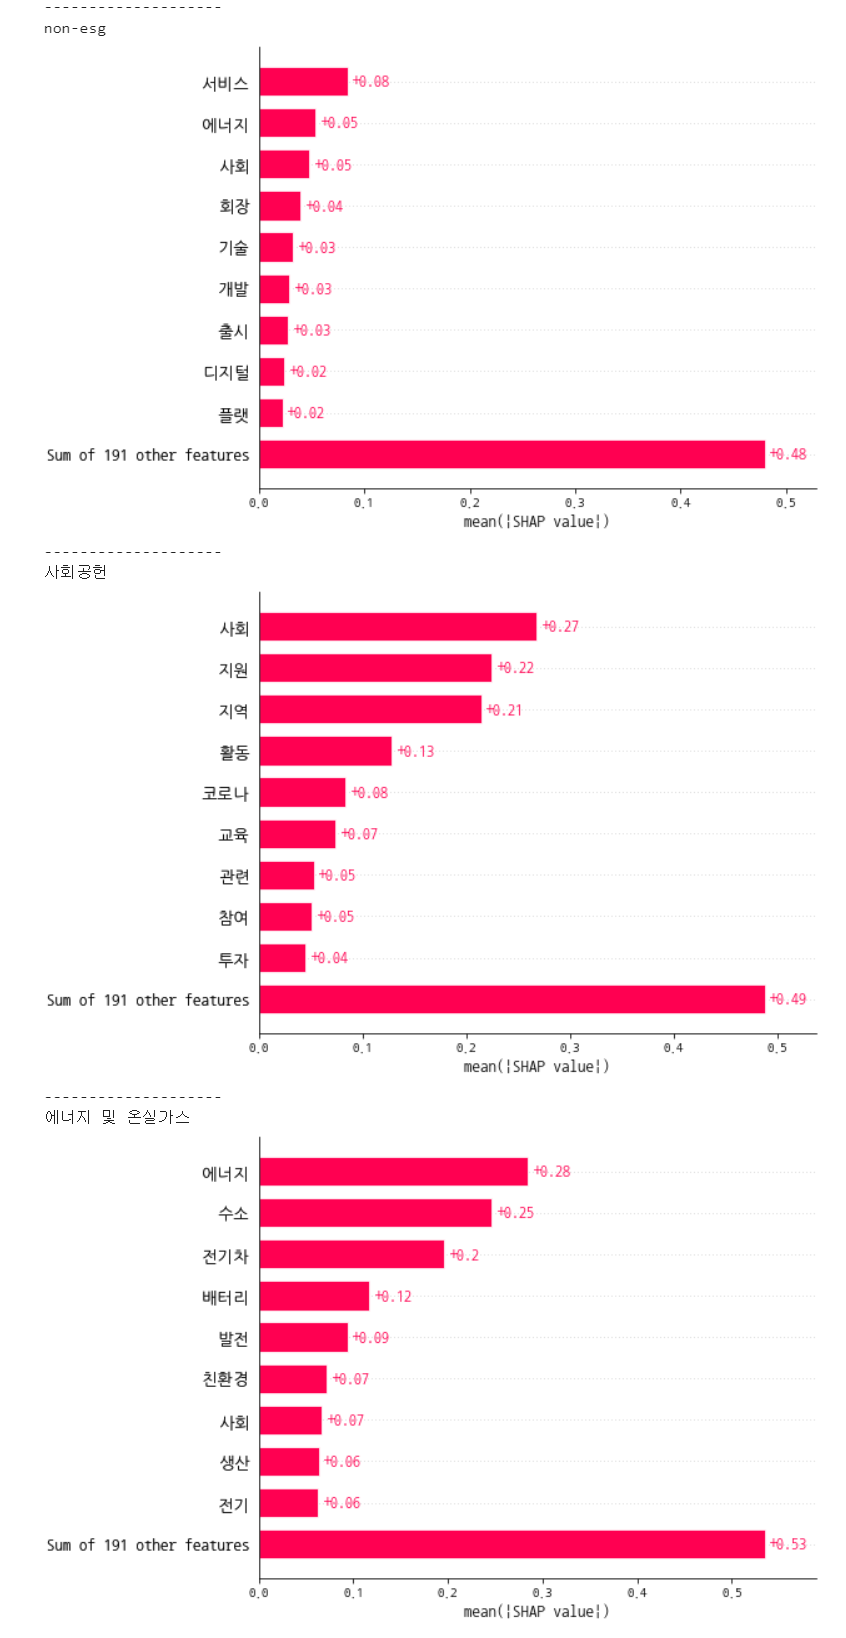 --------------------
non-esg
서비스 +0.08
에너지 +0.05
사회 +0.05
회장 +0.04
기술 +0.03
개발 +0.03
출시 +0.03
디지털 +0.02
플랫 +0.02
Sum of 191 other features +0.48
0.0 0.1 0.2 0.3 0.4 0.5
mean(|SHAP value|)
--------------------
사회공헌
사회 +0.27
지원 +0.22
지역 +0.21
활동 +0.13
코로나 +0.08
교육 +0.07
관련 +0.05
참여 +0.05
투자 +0.04
Sum of 191 other features +0.49
0.0 0.1 0.2 0.3 0.4 0.5
mean(|SHAP value|)
--------------------
에너지 및 온실가스
에너지 +0.28
수소 +0.25
전기차 +0.2
배터리 +0.12
발전 +0.09
친환경 +0.07
사회 +0.07
생산 +0.06
전기 +0.06
Sum of 191 other features +0.53
0.0 0.1 0.2 0.3 0.4 0.5
mean(|SHAP value|)